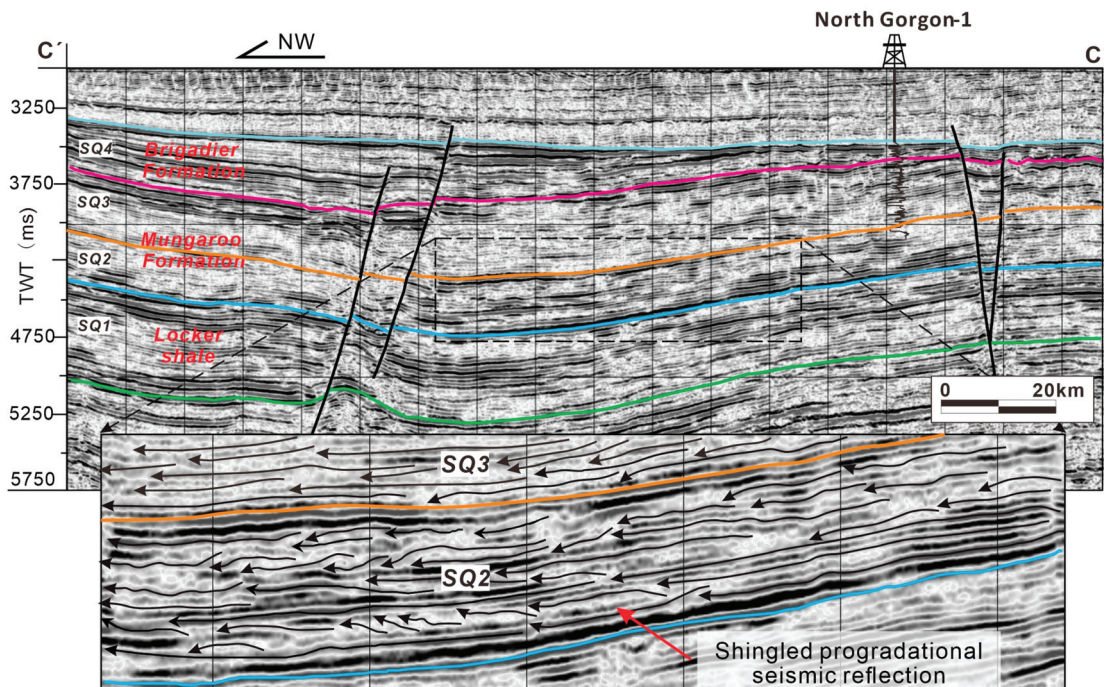 North Gorgon-1
C′
NW
C
3250
SQ4
Brigadier
Formation
3750
SQ3
TWT (ms)
Mungaroo
Formation
SQ2
SQ1
Locker
shale
4750
0 20km
5250
SQ3
5750
SQ2
Shingled progradational
seismic reflection